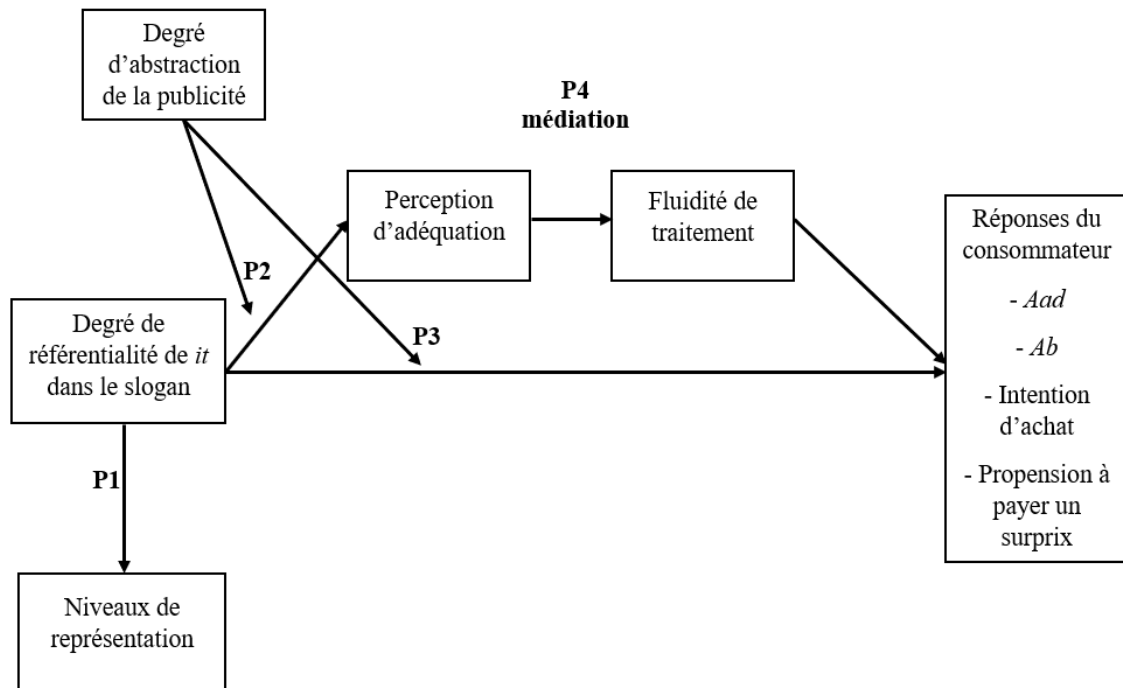 Degré
d’abstraction
de la publicité
P4
médiation
Perception
d’adéquation
Fluidité de
traitement
Réponses du
consommateur
- Aad
- Ab
- Intention
d’achat
- Propension à
payer un
surprix
P2
P3
Degré de
référentialité de it
dans le slogan
P1
Niveaux de
représentation